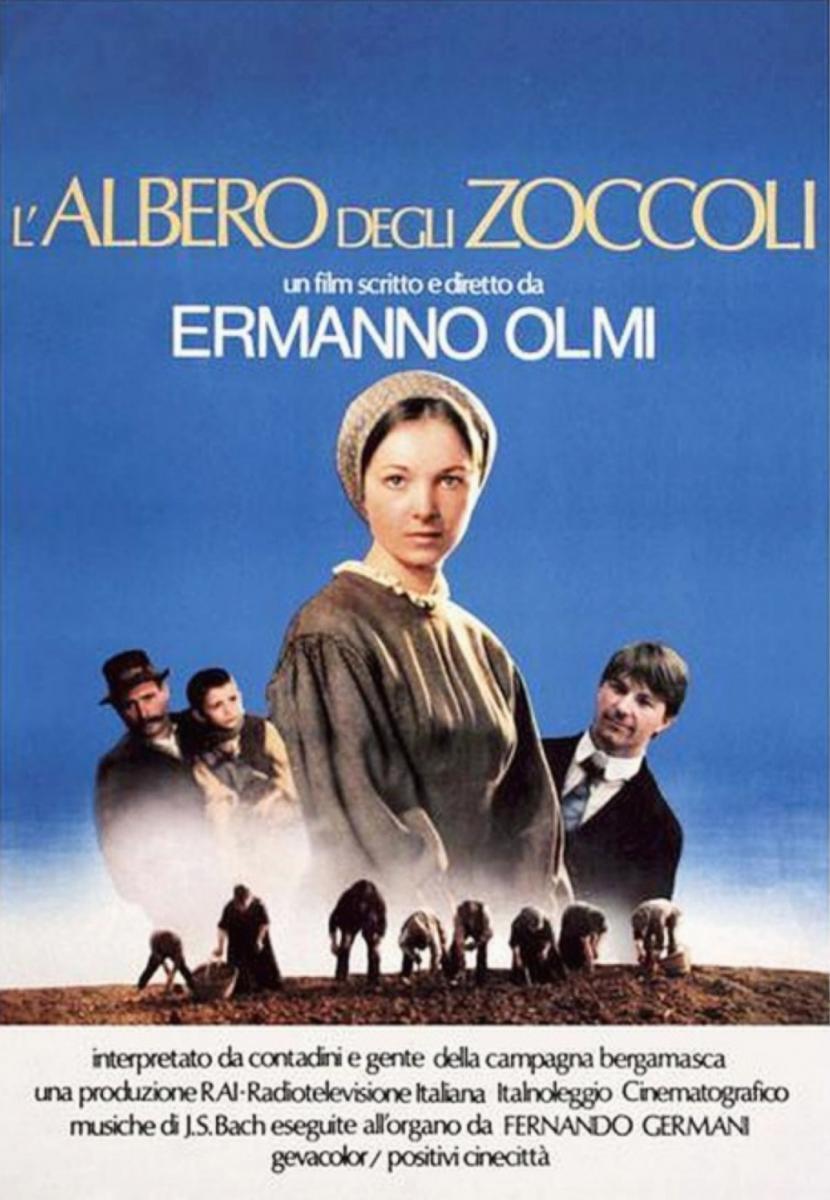 L'ALBERO DEGLI ZOCCOLI
un film scritto e diretto da
ERMANNO OLMI
interpretato da contadini e gente della campagna bergamasca
una produzione RAI-Radiotelevisione Italiana Italnoleggio Cinematografico
musiche di J.S.Bach eseguite all'organo da FERNANDO GERMANI
gevacolor/ positivi cinecittà